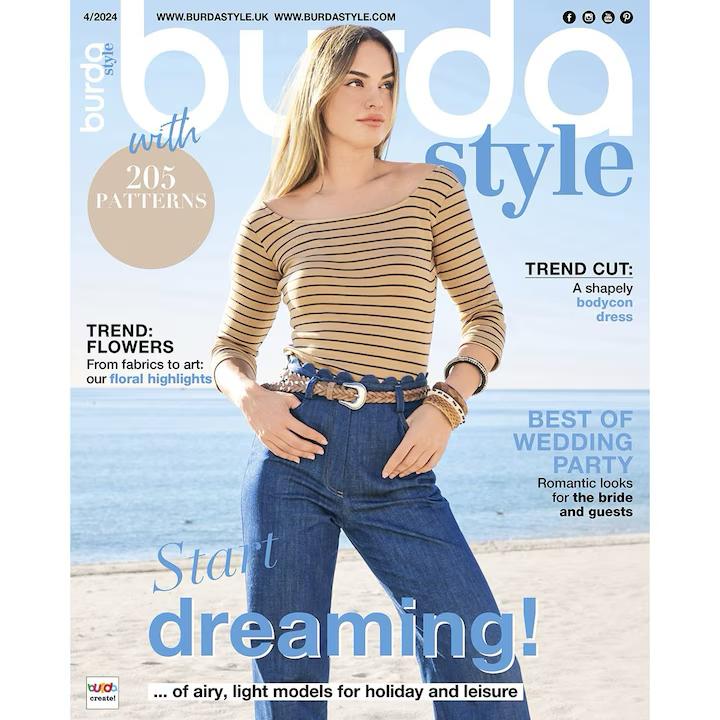 4/2024
WWW.BURDASTYLE.UK WWW.BURDASTYLE.COM
burda
style
burda
style
with
205
PATTERNS
TREND CUT:
A shapely
bodycon
dress
TREND:
FLOWERS
From fabrics to art:
our floral highlights
BEST OF
WEDDING
PARTY
Romantic looks
for the bride
and guests
Start
dreaming!
... of airy, light models for holiday and leisure
burda
create!